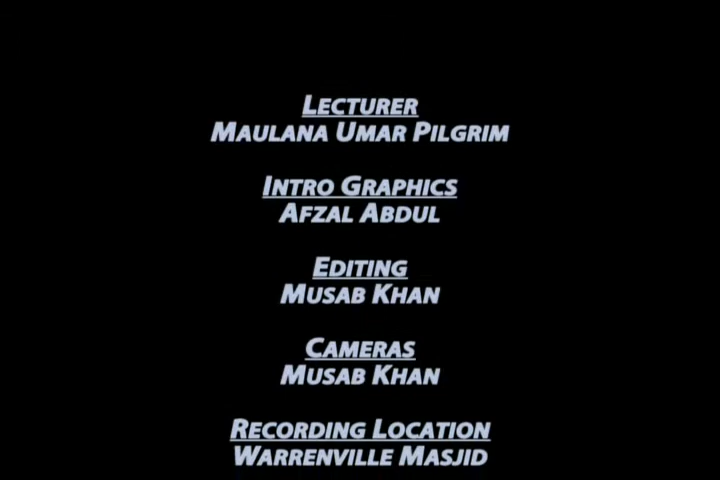 LECTURER
MAULANA UMAR PILGRIM
INTRO GRAPHICS
AFZAL ABDUL
EDITING
MUSAB KHAN
CAMERAS
MUSAB KHAN
RECORDING LOCATION
WARRENVILLE MASJID